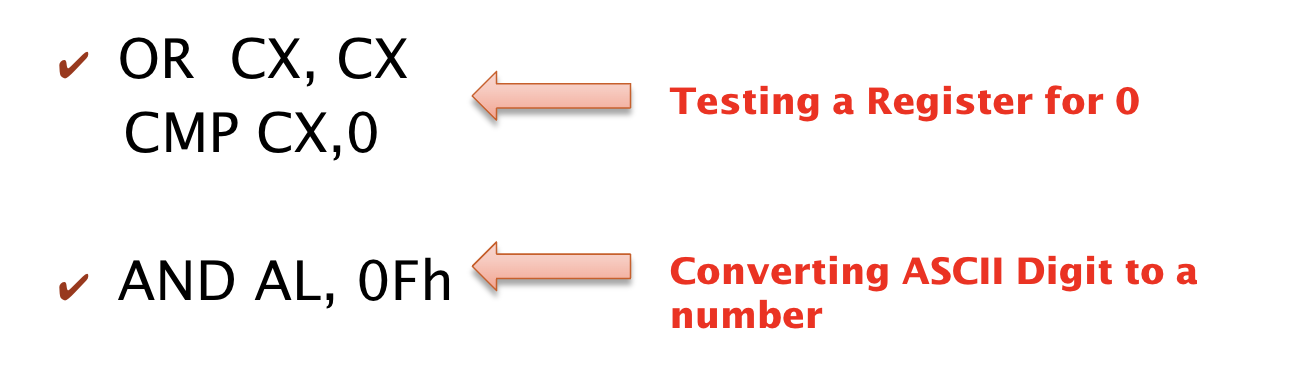 ✔ OR CX, CX
CMP CX,0
Testing a Register for 0
✔ AND AL, 0Fh
Converting ASCII Digit to a
number